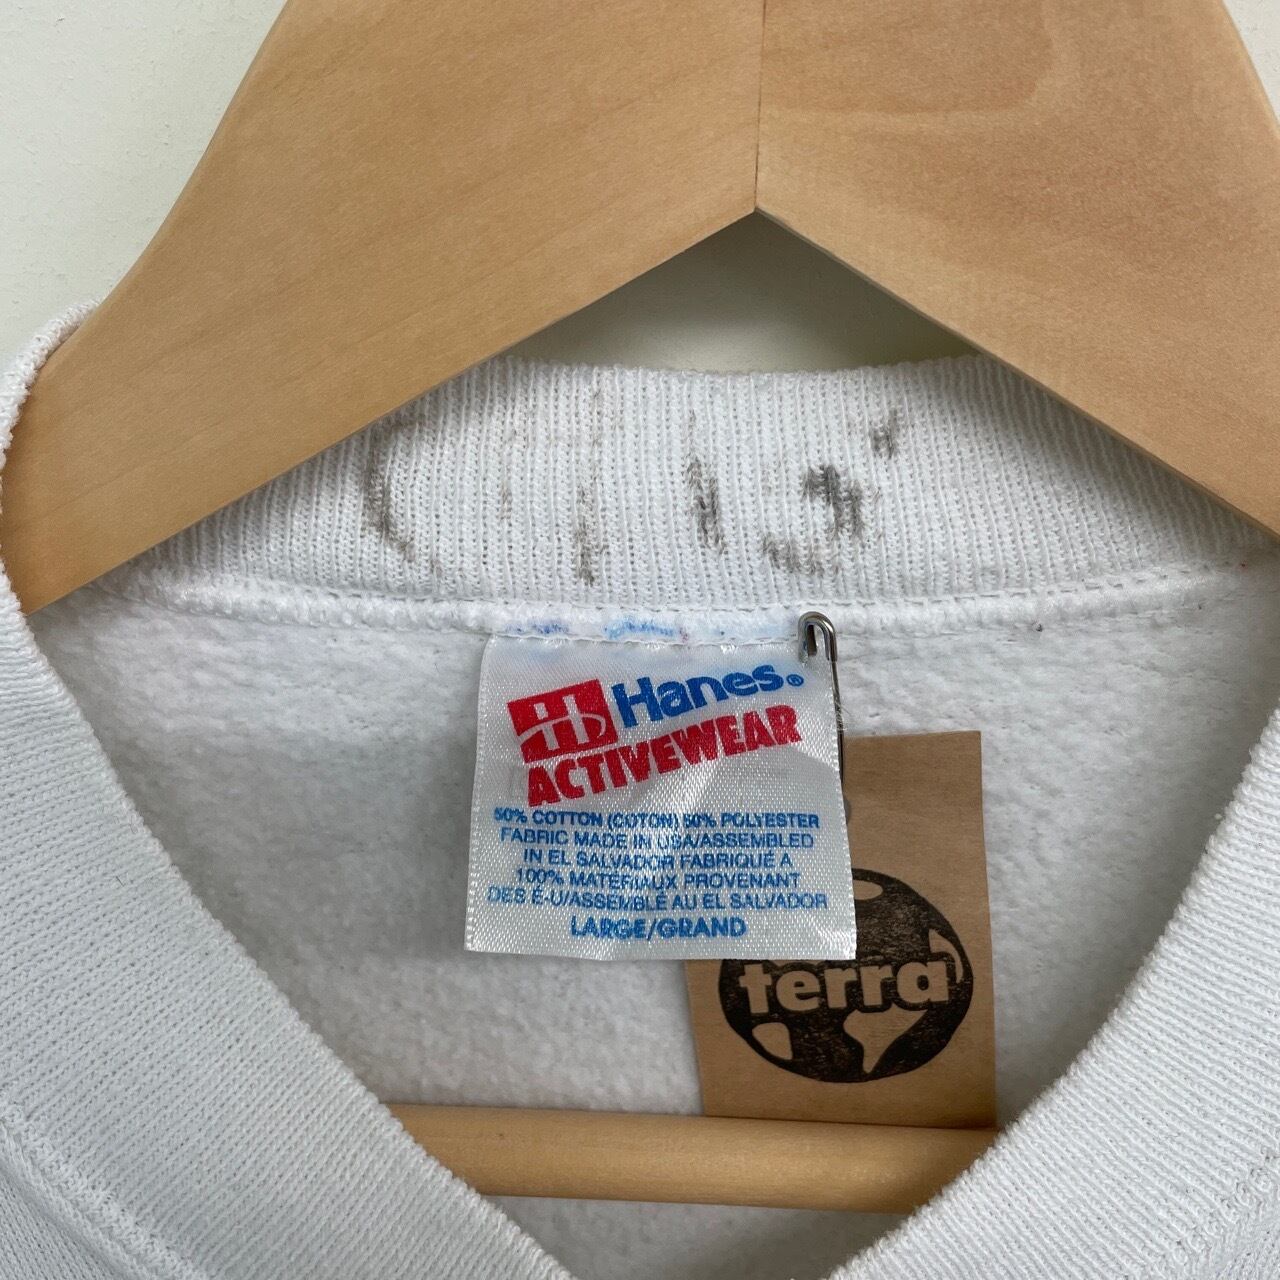 Hanes®
ACTIVEWEAR
50% COTTON (COTON) 50% POLYESTER
FABRIC MADE IN USA/ASSEMBLED
IN EL SALVADOR FABRIQUÉ A
100% MATERIAUX PROVENANT
DES É-U/ASSEMBLÉ AU EL SALVADOR
LARGE/GRAND
terra